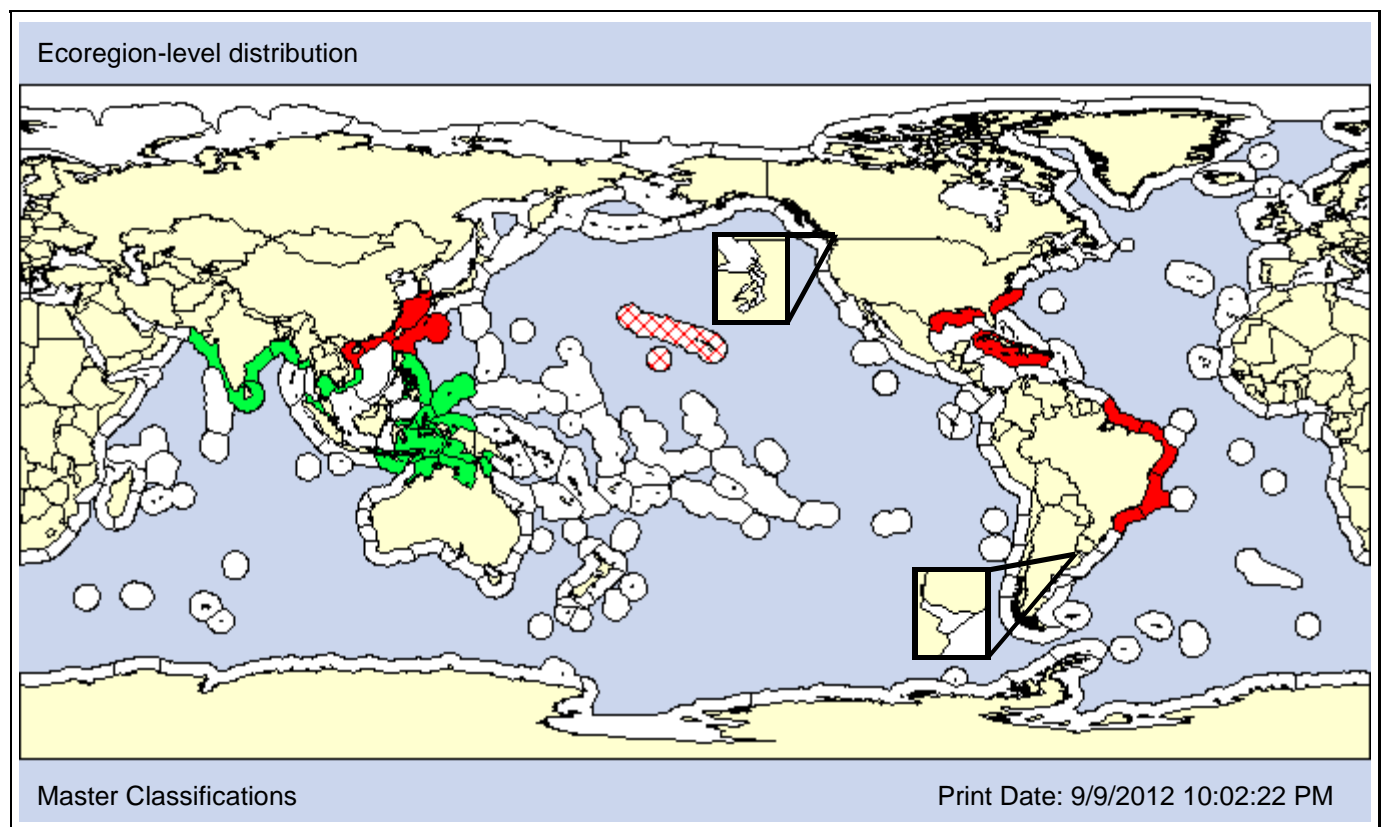 Ecoregion-level distribution
Master Classifications
Print Date: 9/9/2012 10:02:22 PM